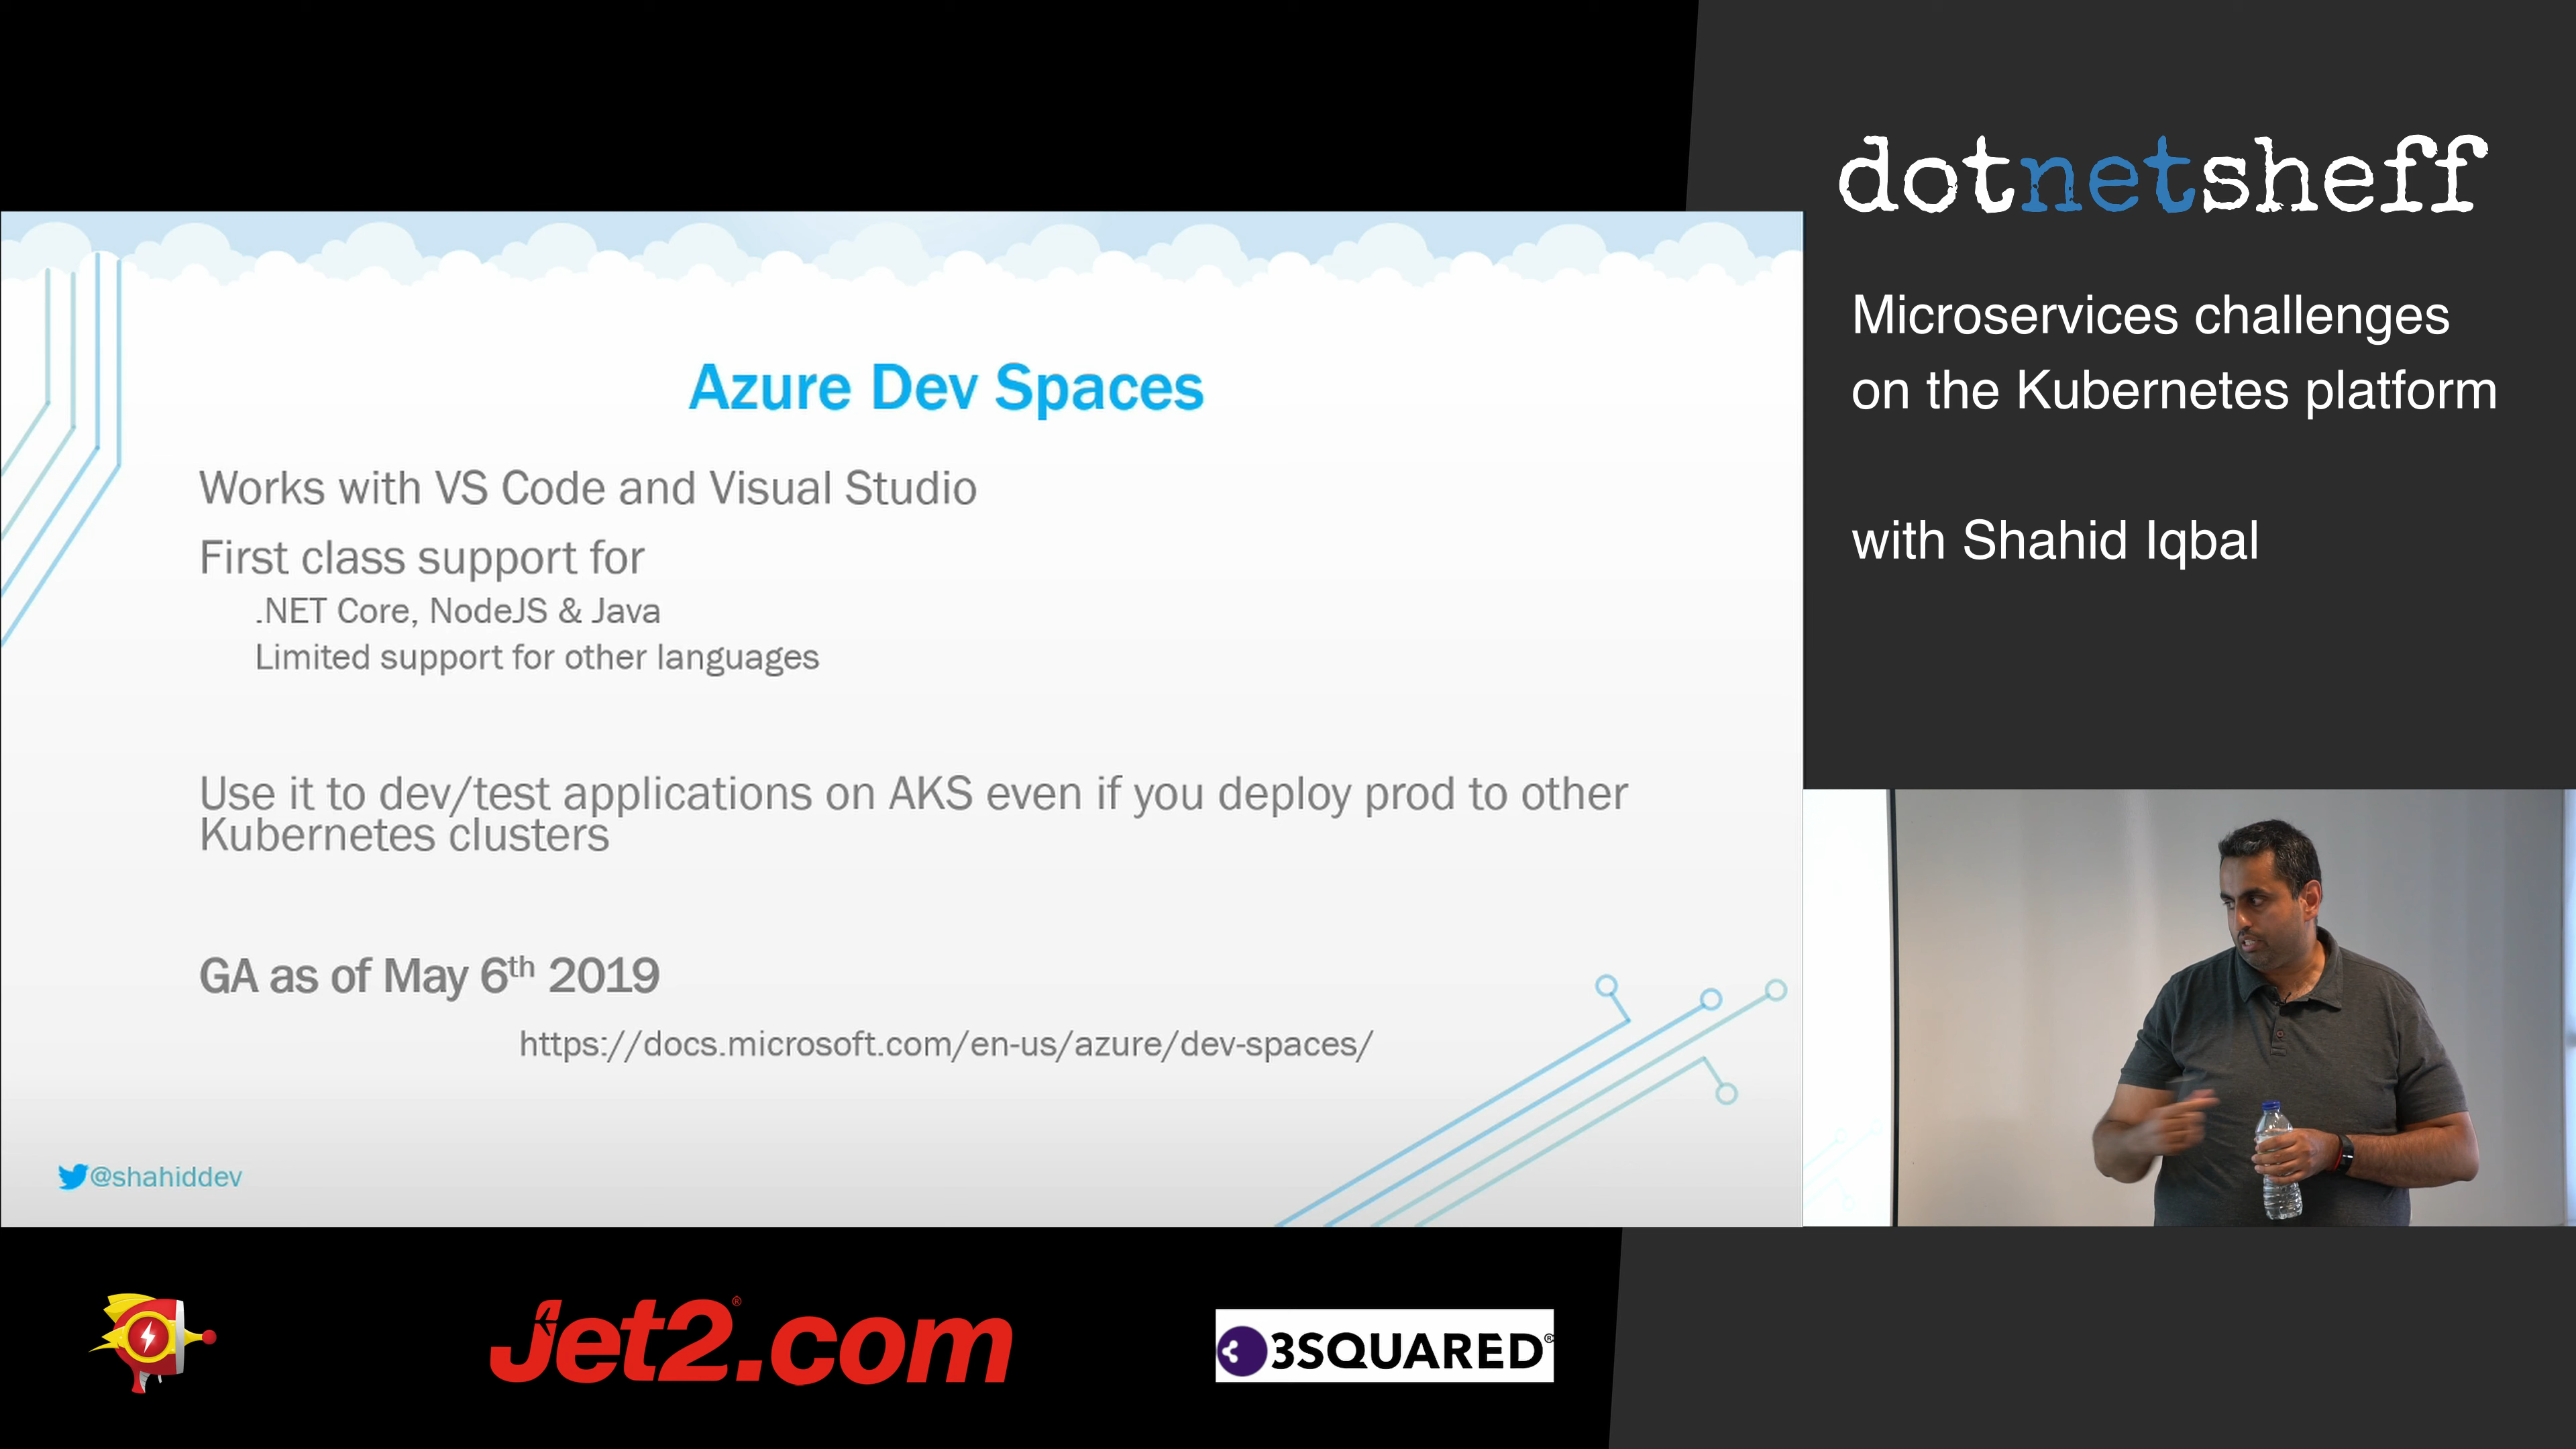 dotnetsheff
Microservices challenges
on the Kubernetes platform
with Shahid Iqbal
Azure Dev Spaces
Works with VS Code and Visual Studio
First class support for
.NET Core, NodeJS & Java
Limited support for other languages
Use it to dev/test applications on AKS even if you deploy prod to other
Kubernetes clusters
GA as of May 6th 2019
https://docs.microsoft.com/en-us/azure/dev-spaces/
@shahiddev
Jet2.com®
3SQUARED®